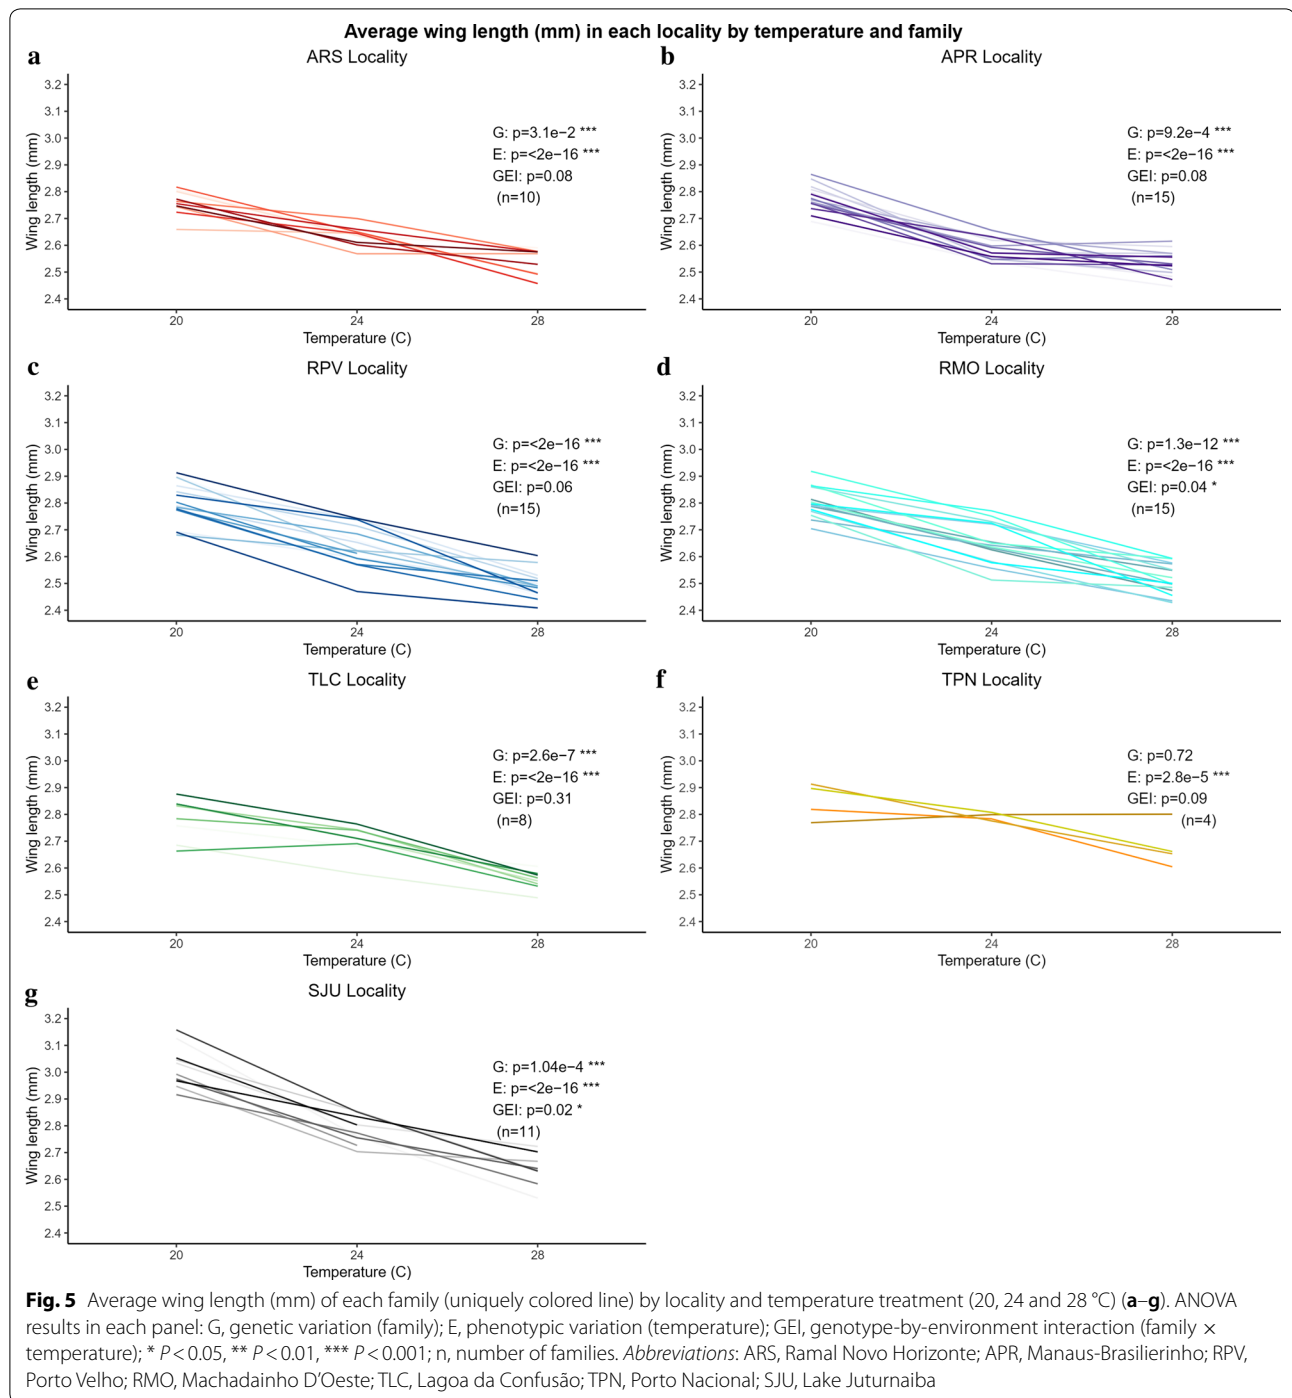 Average wing length (mm) in each locality by temperature and family
a
ARS Locality
Wing length (mm)
3.2
3.1
3.0
2.9
2.8
2.7
2.6
2.5
2.4
G: p=3.1e−2 ***
E: p=<2e−16 ***
GEI: p=0.08
(n=10)
20 24 28
Temperature (C)
b
APR Locality
Wing length (mm)
3.2
3.1
3.0
2.9
2.8
2.7
2.6
2.5
2.4
G: p=9.2e−4 ***
E: p=<2e−16 ***
GEI: p=0.08
(n=15)
20 24 28
Temperature (C)
c
RPV Locality
Wing length (mm)
3.2
3.1
3.0
2.9
2.8
2.7
2.6
2.5
2.4
G: p=<2e−16 ***
E: p=<2e−16 ***
GEI: p=0.06
(n=15)
20 24 28
Temperature (C)
d
RMO Locality
Wing length (mm)
3.2
3.1
3.0
2.9
2.8
2.7
2.6
2.5
2.4
G: p=1.3e−12 ***
E: p=<2e−16 ***
GEI: p=0.04 *
(n=15)
20 24 28
Temperature (C)
e
TLC Locality
Wing length (mm)
3.2
3.1
3.0
2.9
2.8
2.7
2.6
2.5
2.4
G: p=2.6e−7 ***
E: p=<2e−16 ***
GEI: p=0.31
(n=8)
20 24 28
Temperature (C)
f
TPN Locality
Wing length (mm)
3.2
3.1
3.0
2.9
2.8
2.7
2.6
2.5
2.4
G: p=0.72
E: p=2.8e−5 ***
GEI: p=0.09
(n=4)
20 24 28
Temperature (C)
g
SJU Locality
Wing length (mm)
3.2
3.1
3.0
2.9
2.8
2.7
2.6
2.5
2.4
G: p=1.04e−4 ***
E: p=<2e−16 ***
GEI: p=0.02 *
(n=11)
20 24 28
Temperature (C)
Fig. 5 Average wing length (mm) of each family (uniquely colored line) by locality and temperature treatment (20, 24 and 28 °C) (a–g). ANOVA
results in each panel: G, genetic variation (family); E, phenotypic variation (temperature); GEI, genotype-by-environment interaction (family ×
temperature); * P < 0.05, ** P < 0.01, *** P < 0.001; n, number of families. Abbreviations: ARS, Ramal Novo Horizonte; APR, Manaus-Brasilierinho; RPV,
Porto Velho; RMO, Machadainho D'Oeste; TLC, Lagoa da Confusão; TPN, Porto Nacional; SJU, Lake Juturnaiba